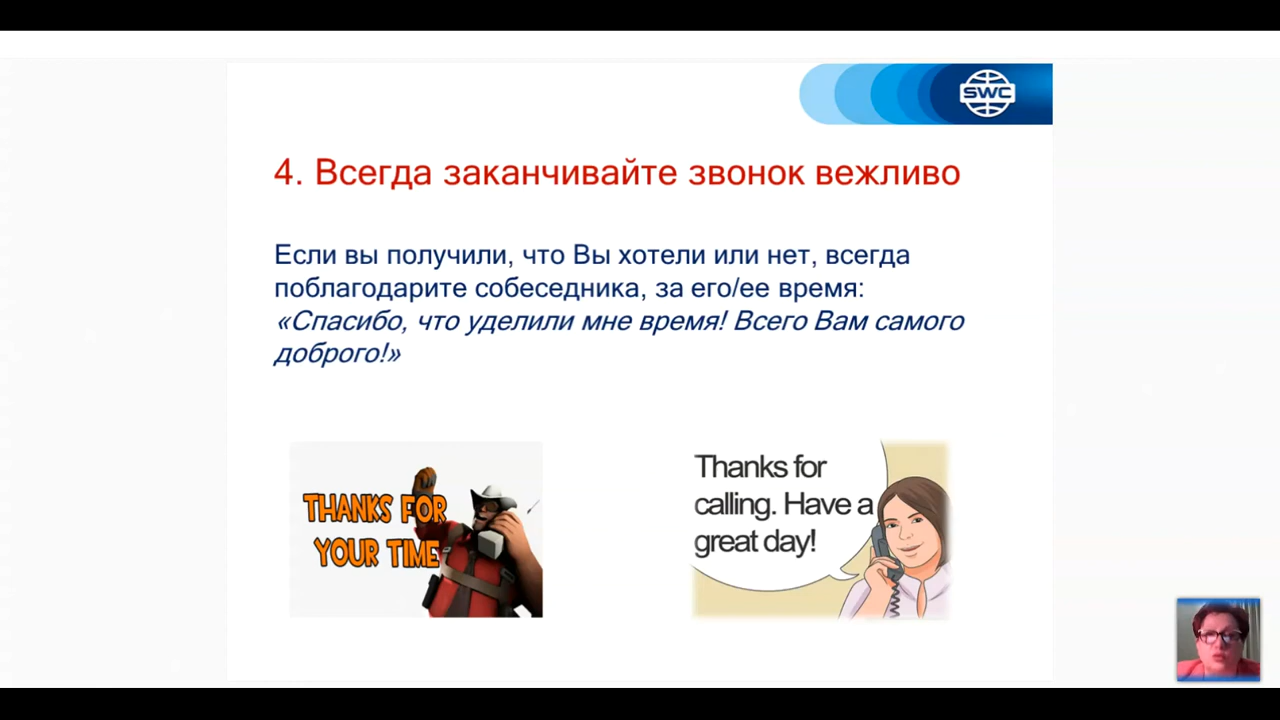 SWC
4. Всегда заканчивайте звонок вежливо
Если вы получили, что Вы хотели или нет, всегда
поблагодарите собеседника, за его/ее время:
«Спасибо, что уделили мне время! Всего Вам самого
доброго!»
THANKS FOR
YOUR TIME
Thanks for
calling. Have a
great day!